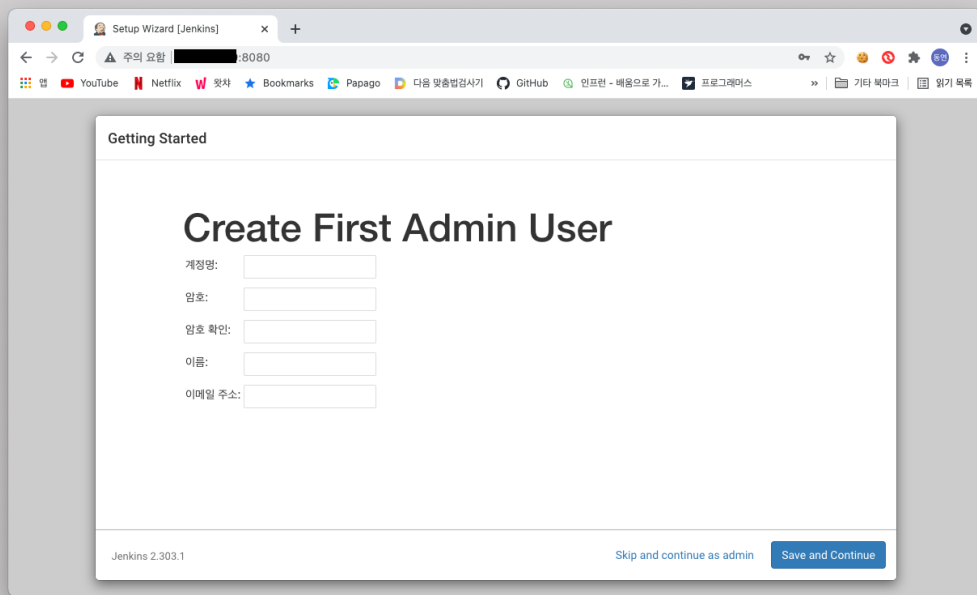 Setup Wizard [Jenkins]
주의 요함 :8080
앱 YouTube Netflix 왓챠 Bookmarks Papago 다음 맞춤법검사기 GitHub 인프런 - 배움으로 가... 프로그래머스 » 기타 북마크 읽기 목록
동연
Getting Started
Create First Admin User
계정명:
암호:
암호 확인:
이름:
이메일 주소:
Jenkins 2.303.1 Skip and continue as admin Save and Continue